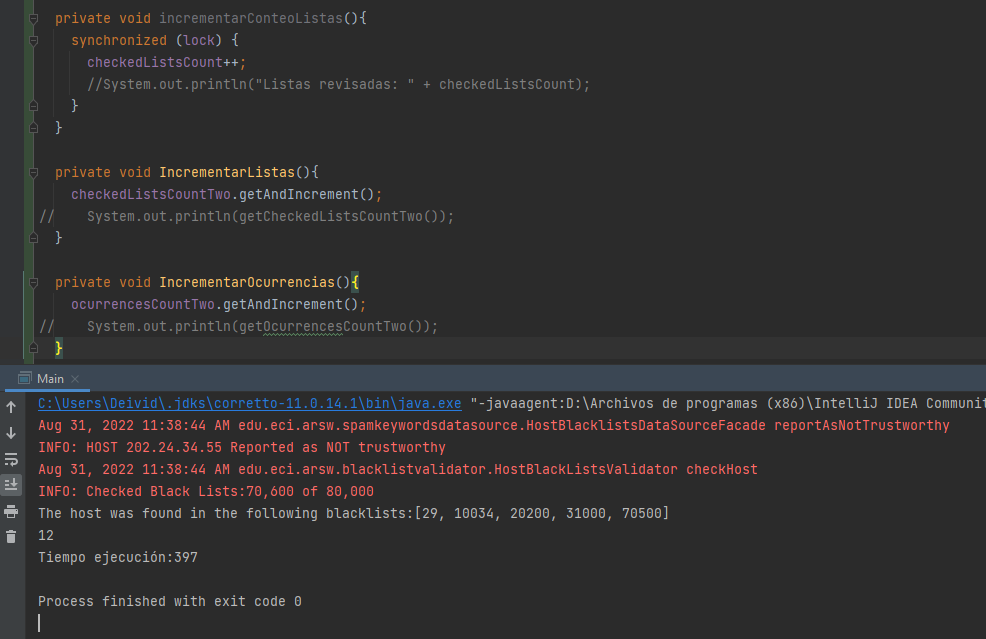 private void incrementarConteoListas(){
synchronized (lock) {
checkedListsCount++;
//System.out.println("Listas revisadas: " + checkedListsCount);
}
}
private void IncrementarListas(){
checkedListsCountTwo.getAndIncrement();
//    System.out.println(getCheckedListsCountTwo());
}
private void IncrementarOcurrencias(){
ocurrencesCountTwo.getAndIncrement();
//    System.out.println(getOcurrencesCountTwo());
}
Main
C:\Users\Deivid\.jdks\corretto-11.0.14.1\bin\java.exe "-javaagent:D:\Archivos de programas (x86)\IntelliJ IDEA Communit
Aug 31, 2022 11:38:44 AM edu.eci.arsw.spamkeywordsdatasource.HostBlacklistsDataSourceFacade reportAsNotTrustworthy
INFO: HOST 202.24.34.55 Reported as NOT trustworthy
Aug 31, 2022 11:38:44 AM edu.eci.arsw.blacklistvalidator.HostBlackListsValidator checkHost
INFO: Checked Black Lists:70,600 of 80,000
The host was found in the following blacklists:[29, 10034, 20200, 31000, 70500]
12
Tiempo ejecución:397
Process finished with exit code 0